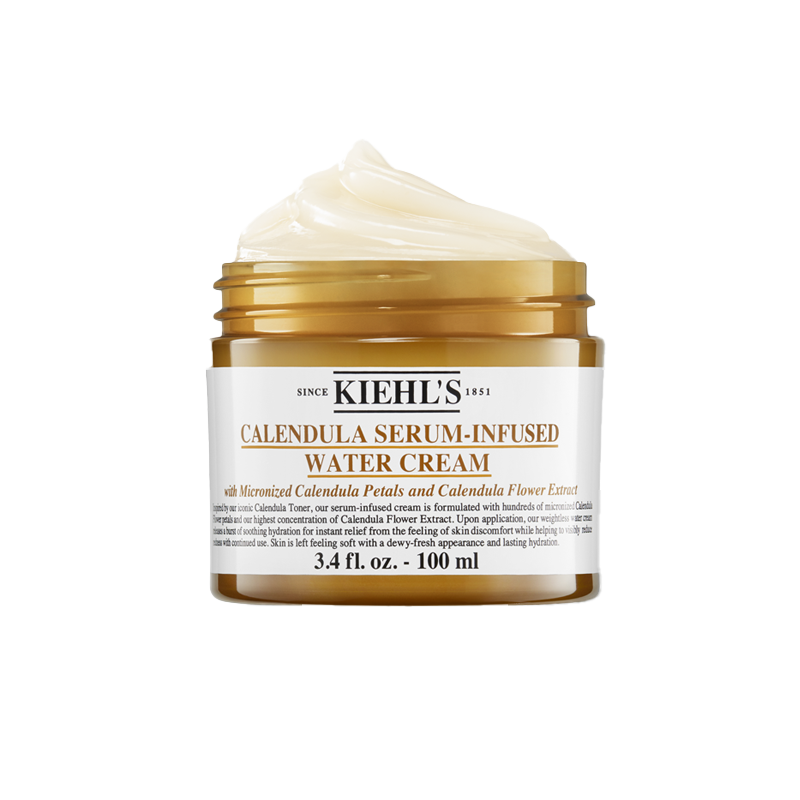 SINCE KIEHL'S 1851
CALENDULA SERUM-INFUSED
WATER CREAM
with Micronized Calendula Petals and Calendula Flower Extract
by our iconic Calendula Toner, our serum-infused cream is formulated with hundreds of micronized Calendula
Flower petals and our highest concentration of Calendula Flower Extract. Upon application, our weightless water cream
a burst of soothing hydration for instant relief from the feeling of skin discomfort while helping to visibly reduce
with continued use. Skin is left feeling soft with a dewy-fresh appearance and lasting hydration.
3.4 fl. oz. - 100 ml